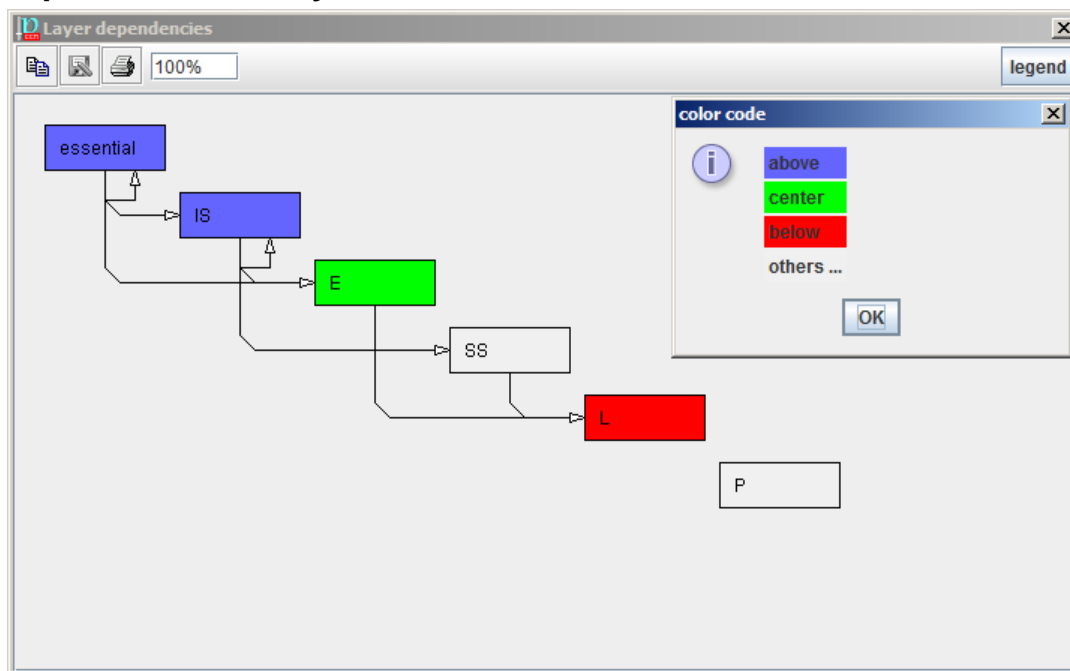 Layer dependencies
100%
legend
essential
IS
E
SS
L
P
color code
above
center
below
others ...
OK